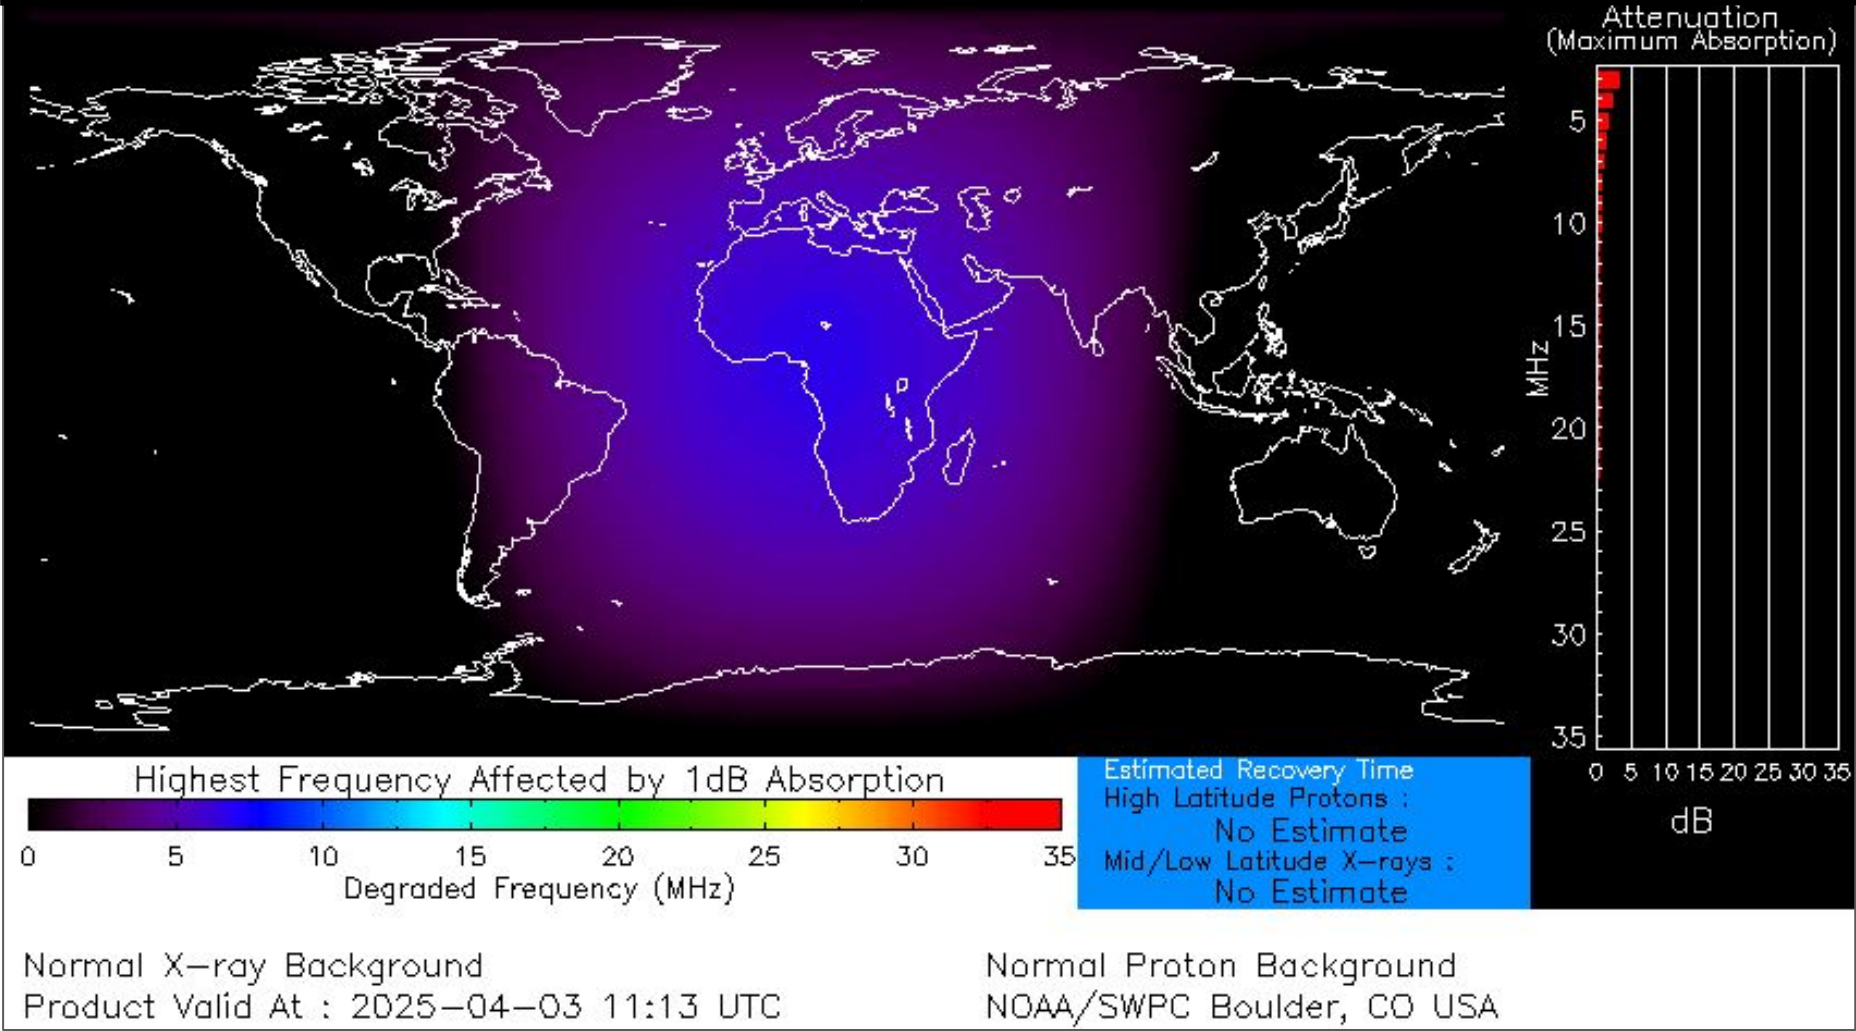 Attenuation
(Maximum Absorption)
5
10
15
20
25
30
35
MHz
0 5 10 15 20 25 30 35
dB
Highest Frequency Affected by 1dB Absorption
0 5 10 15 20 25 30 35
Degraded Frequency (MHz)
Estimated Recovery Time
High Latitude Protons :
No Estimate
Mid/Low Latitude X-rays :
No Estimate
Normal X-ray Background
Product Valid At : 2025-04-03 11:13 UTC
Normal Proton Background
NOAA/SWPC Boulder, CO USA